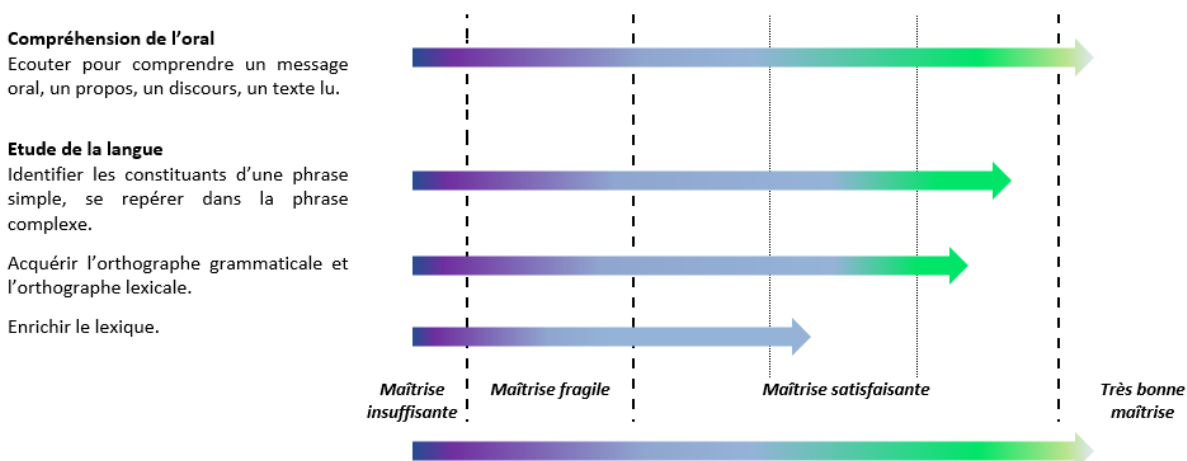 Compréhension de l’oral
Ecouter pour comprendre un message
oral, un propos, un discours, un texte lu.
Etude de la langue
Identifier les constituants d’une phrase
simple, se repérer dans la phrase
complexe.
Acquérir l’orthographe grammaticale et
l’orthographe lexicale.
Enrichir le lexique.
Maîtrise
insuffisante
Maîtrise fragile
Maîtrise satisfaisante
Très bonne
maîtrise